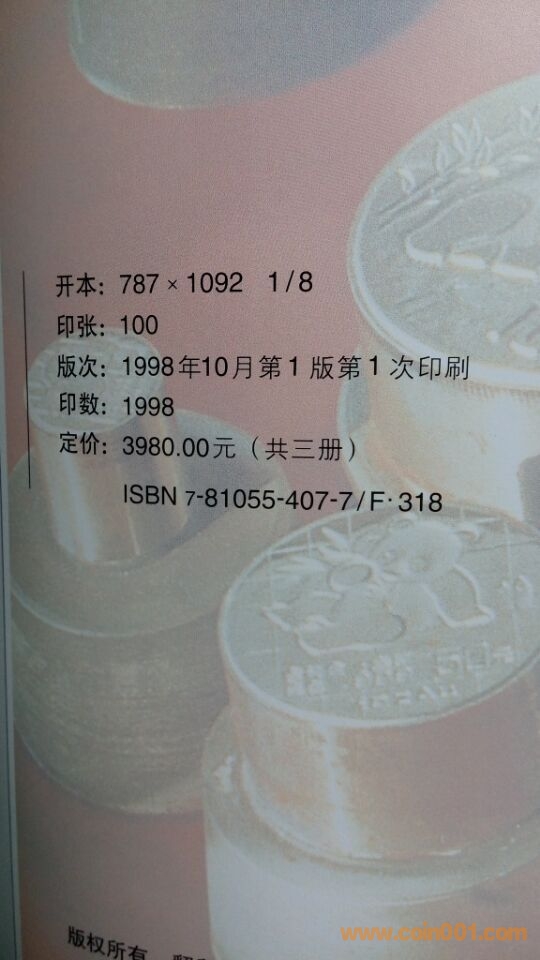 开本：787×1092 1/8
印张：100
版次：1998年10月第1版第1次印刷
印数：1998
定价：3980.00元（共三册）
ISBN 7-81055-407-7/F·318
版权所有
www.coin001.com